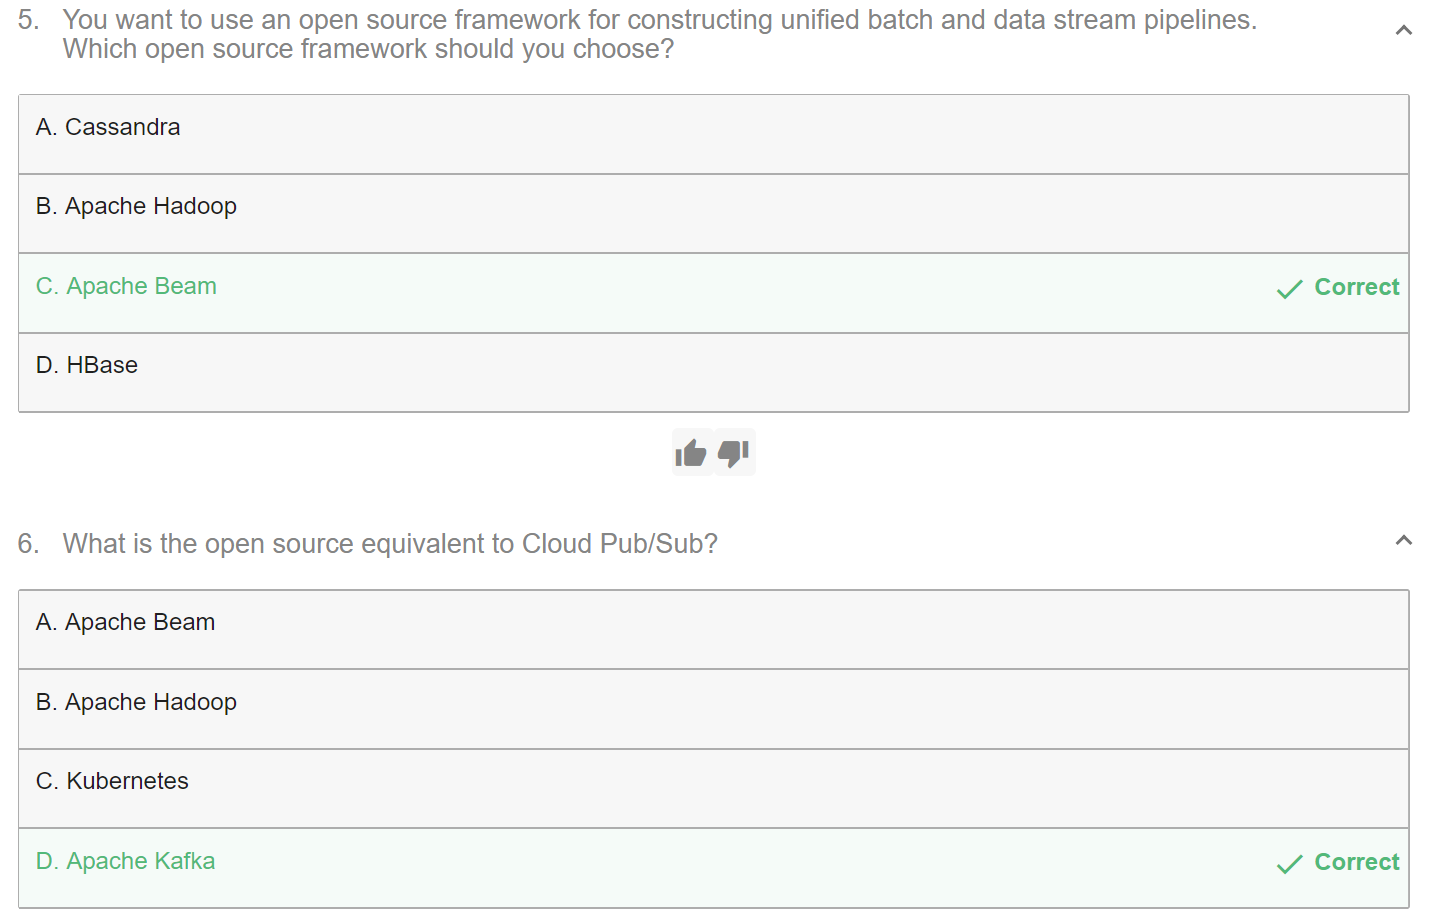 5. You want to use an open source framework for constructing unified batch and data stream pipelines.
Which open source framework should you choose?
A. Cassandra
B. Apache Hadoop
C. Apache Beam
Correct
D. HBase
6. What is the open source equivalent to Cloud Pub/Sub?
A. Apache Beam
B. Apache Hadoop
C. Kubernetes
D. Apache Kafka
Correct